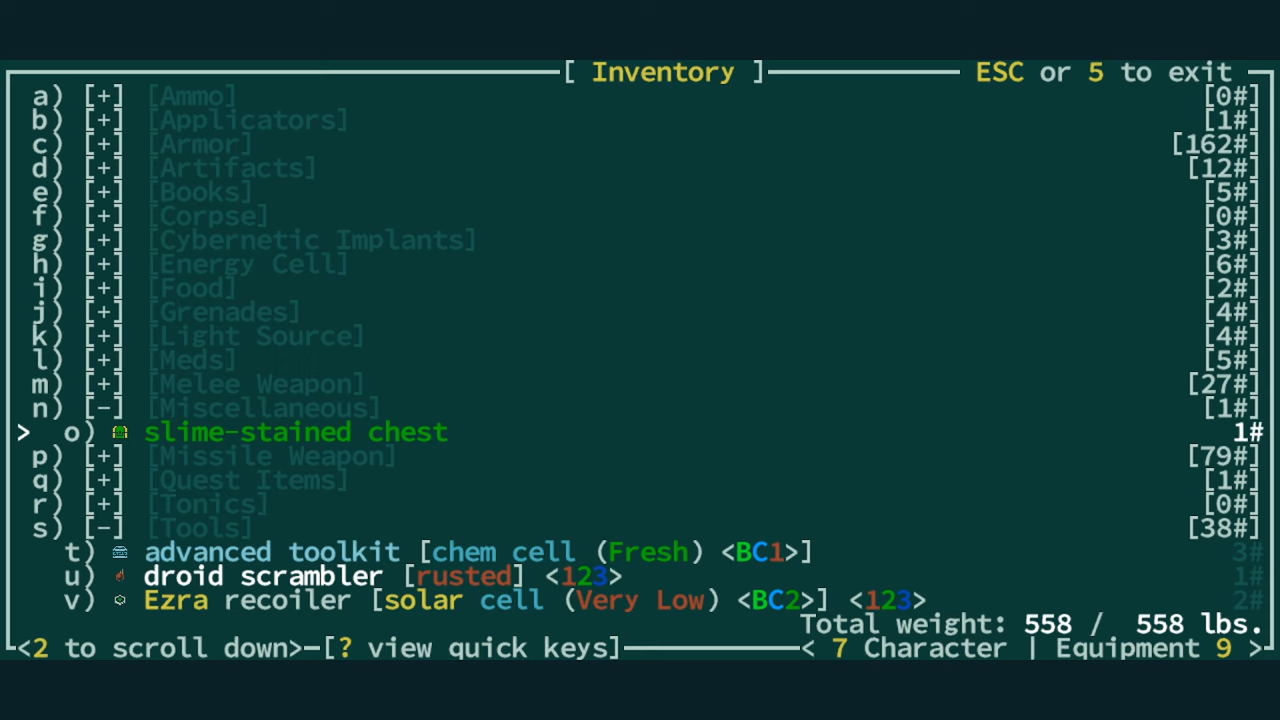 [ Inventory ] ESC or 5 to exit
a) [+] [Ammo] [0#]
b) [+] [Applicators] [1#]
c) [+] [Armor] [162#]
d) [+] [Artifacts] [12#]
e) [+] [Books] [5#]
f) [+] [Corpse] [0#]
g) [+] [Cybernetic Implants] [3#]
h) [+] [Energy Cell] [6#]
i) [+] [Food] [2#]
j) [+] [Grenades] [4#]
k) [+] [Light Source] [4#]
l) [+] [Meds] [5#]
m) [+] [Melee Weapon] [27#]
n) [-] [Miscellaneous] [1#]
> o) slime-stained chest 1#
p) [+] [Missile Weapon] [79#]
q) [+] [Quest Items] [1#]
r) [+] [Tonics] [0#]
s) [-] [Tools] [38#]
t) advanced toolkit [chem cell (Fresh) <BC1>] 3#
u) droid scrambler [rusted] <123> 1#
v) Ezra recoiler [solar cell (Very Low) <BC2>] <123> 2#
Total weight: 558 / 558 lbs.
<2 to scroll down> [? view quick keys] < 7 Character | Equipment 9 >